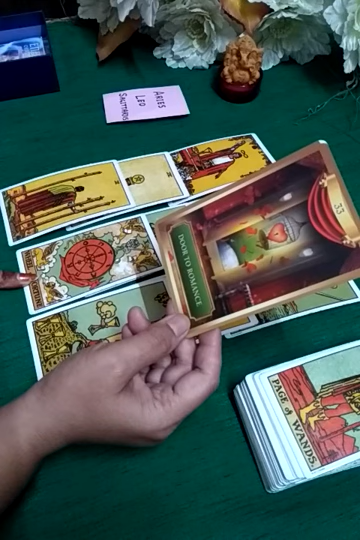 ARIES
LEO
SAGITTARIUS
33
DOOR TO ROMANCE
PAGE of WANDS.